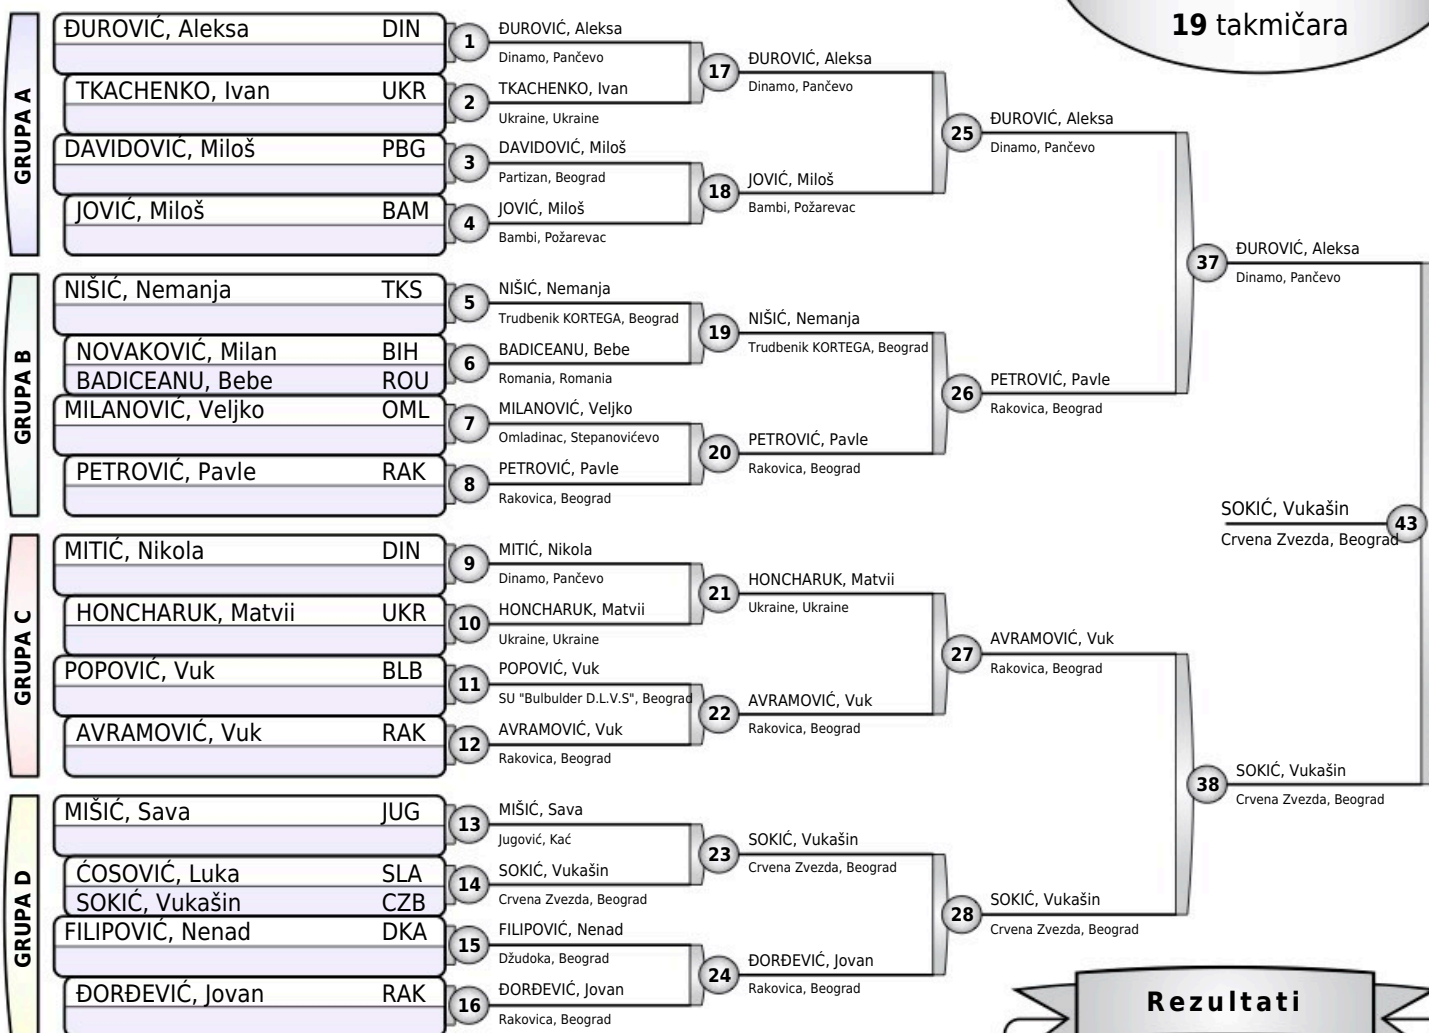 19 takmičara
GRUPA A
ĐUROVIĆ, Aleksa DIN
TKACHENKO, Ivan UKR
DAVIDOVIĆ, Miloš PBG
JOVIĆ, Miloš BAM
GRUPA B
NIŠIĆ, Nemanja TKS
NOVAKOVIĆ, Milan BIH
BADICEANU, Bebe ROU
MILANOVIĆ, Veljko OML
PETROVIĆ, Pavle RAK
GRUPA C
MITIĆ, Nikola DIN
HONCHARUK, Matvii UKR
POPOVIĆ, Vuk BLB
AVRAMOVIĆ, Vuk RAK
GRUPA D
MIŠIĆ, Sava JUG
ĆOSOVIĆ, Luka SLA
SOKIĆ, Vukašin CZB
FILIPOVIĆ, Nenad DKA
ĐORĐEVIĆ, Jovan RAK
1 ĐUROVIĆ, Aleksa
Dinamo, Pančevo
2 TKACHENKO, Ivan
Ukraine, Ukraine
3 DAVIDOVIĆ, Miloš
Partizan, Beograd
4 JOVIĆ, Miloš
Bambi, Požarevac
5 NIŠIĆ, Nemanja
Trudbenik KORTEGA, Beograd
6 BADICEANU, Bebe
Romania, Romania
7 MILANOVIĆ, Veljko
Omladinac, Stepanovićevo
8 PETROVIĆ, Pavle
Rakovica, Beograd
9 MITIĆ, Nikola
Dinamo, Pančevo
10 HONCHARUK, Matvii
Ukraine, Ukraine
11 POPOVIĆ, Vuk
SU "Bulbulder D.L.V.S", Beograd
12 AVRAMOVIĆ, Vuk
Rakovica, Beograd
13 MIŠIĆ, Sava
Jugović, Kać
14 SOKIĆ, Vukašin
Crvena Zvezda, Beograd
15 FILIPOVIĆ, Nenad
Džudoka, Beograd
16 ĐORĐEVIĆ, Jovan
Rakovica, Beograd
17 ĐUROVIĆ, Aleksa
Dinamo, Pančevo
18 JOVIĆ, Miloš
Bambi, Požarevac
19 NIŠIĆ, Nemanja
Trudbenik KORTEGA, Beograd
20 PETROVIĆ, Pavle
Rakovica, Beograd
21 HONCHARUK, Matvii
Ukraine, Ukraine
22 AVRAMOVIĆ, Vuk
Rakovica, Beograd
23 SOKIĆ, Vukašin
Crvena Zvezda, Beograd
24 ĐORĐEVIĆ, Jovan
Rakovica, Beograd
25 ĐUROVIĆ, Aleksa
Dinamo, Pančevo
26 PETROVIĆ, Pavle
Rakovica, Beograd
27 AVRAMOVIĆ, Vuk
Rakovica, Beograd
28 SOKIĆ, Vukašin
Crvena Zvezda, Beograd
37 ĐUROVIĆ, Aleksa
Dinamo, Pančevo
38 SOKIĆ, Vukašin
Crvena Zvezda, Beograd
SOKIĆ, Vukašin 43
Crvena Zvezda, Beograd
Rezultati